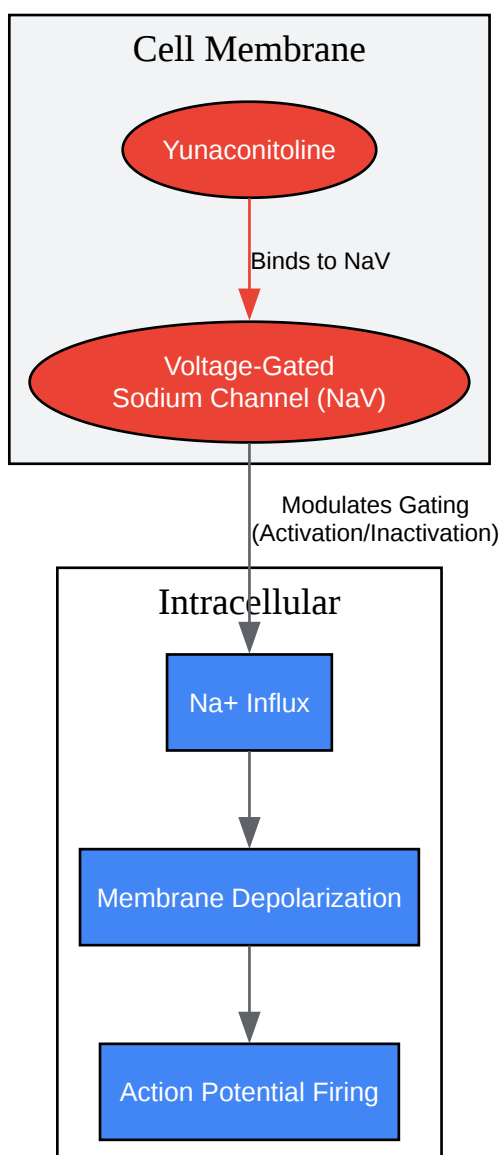 Cell Membrane
Yunaconitoline
Binds to NaV
Voltage-Gated
Sodium Channel (NaV)
Modulates Gating
(Activation/Inactivation)
Intracellular
Na+ Influx
Membrane Depolarization
Action Potential Firing